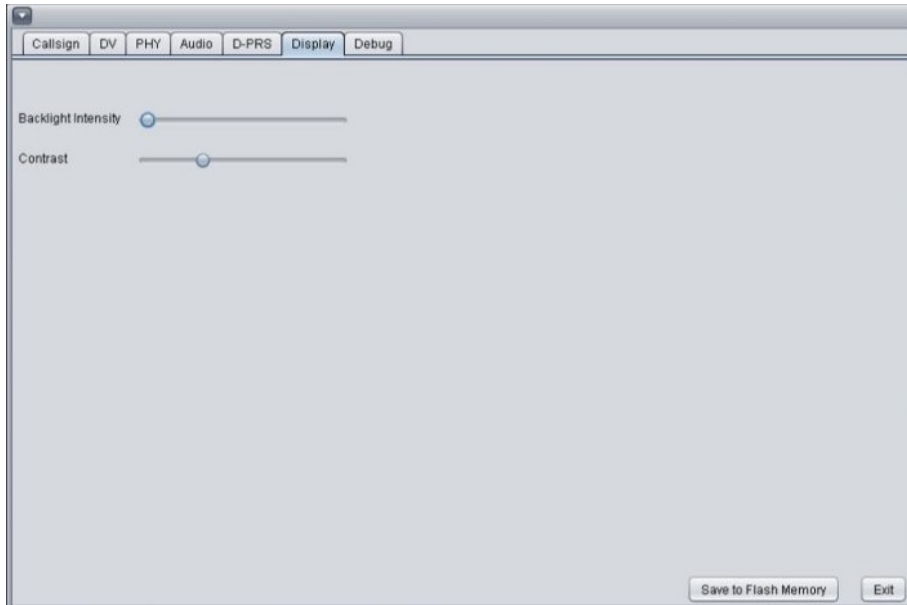 Callsign DV PHY Audio D-PRS Display Debug
Backlight Intensity
Contrast
Save to Flash Memory Exit